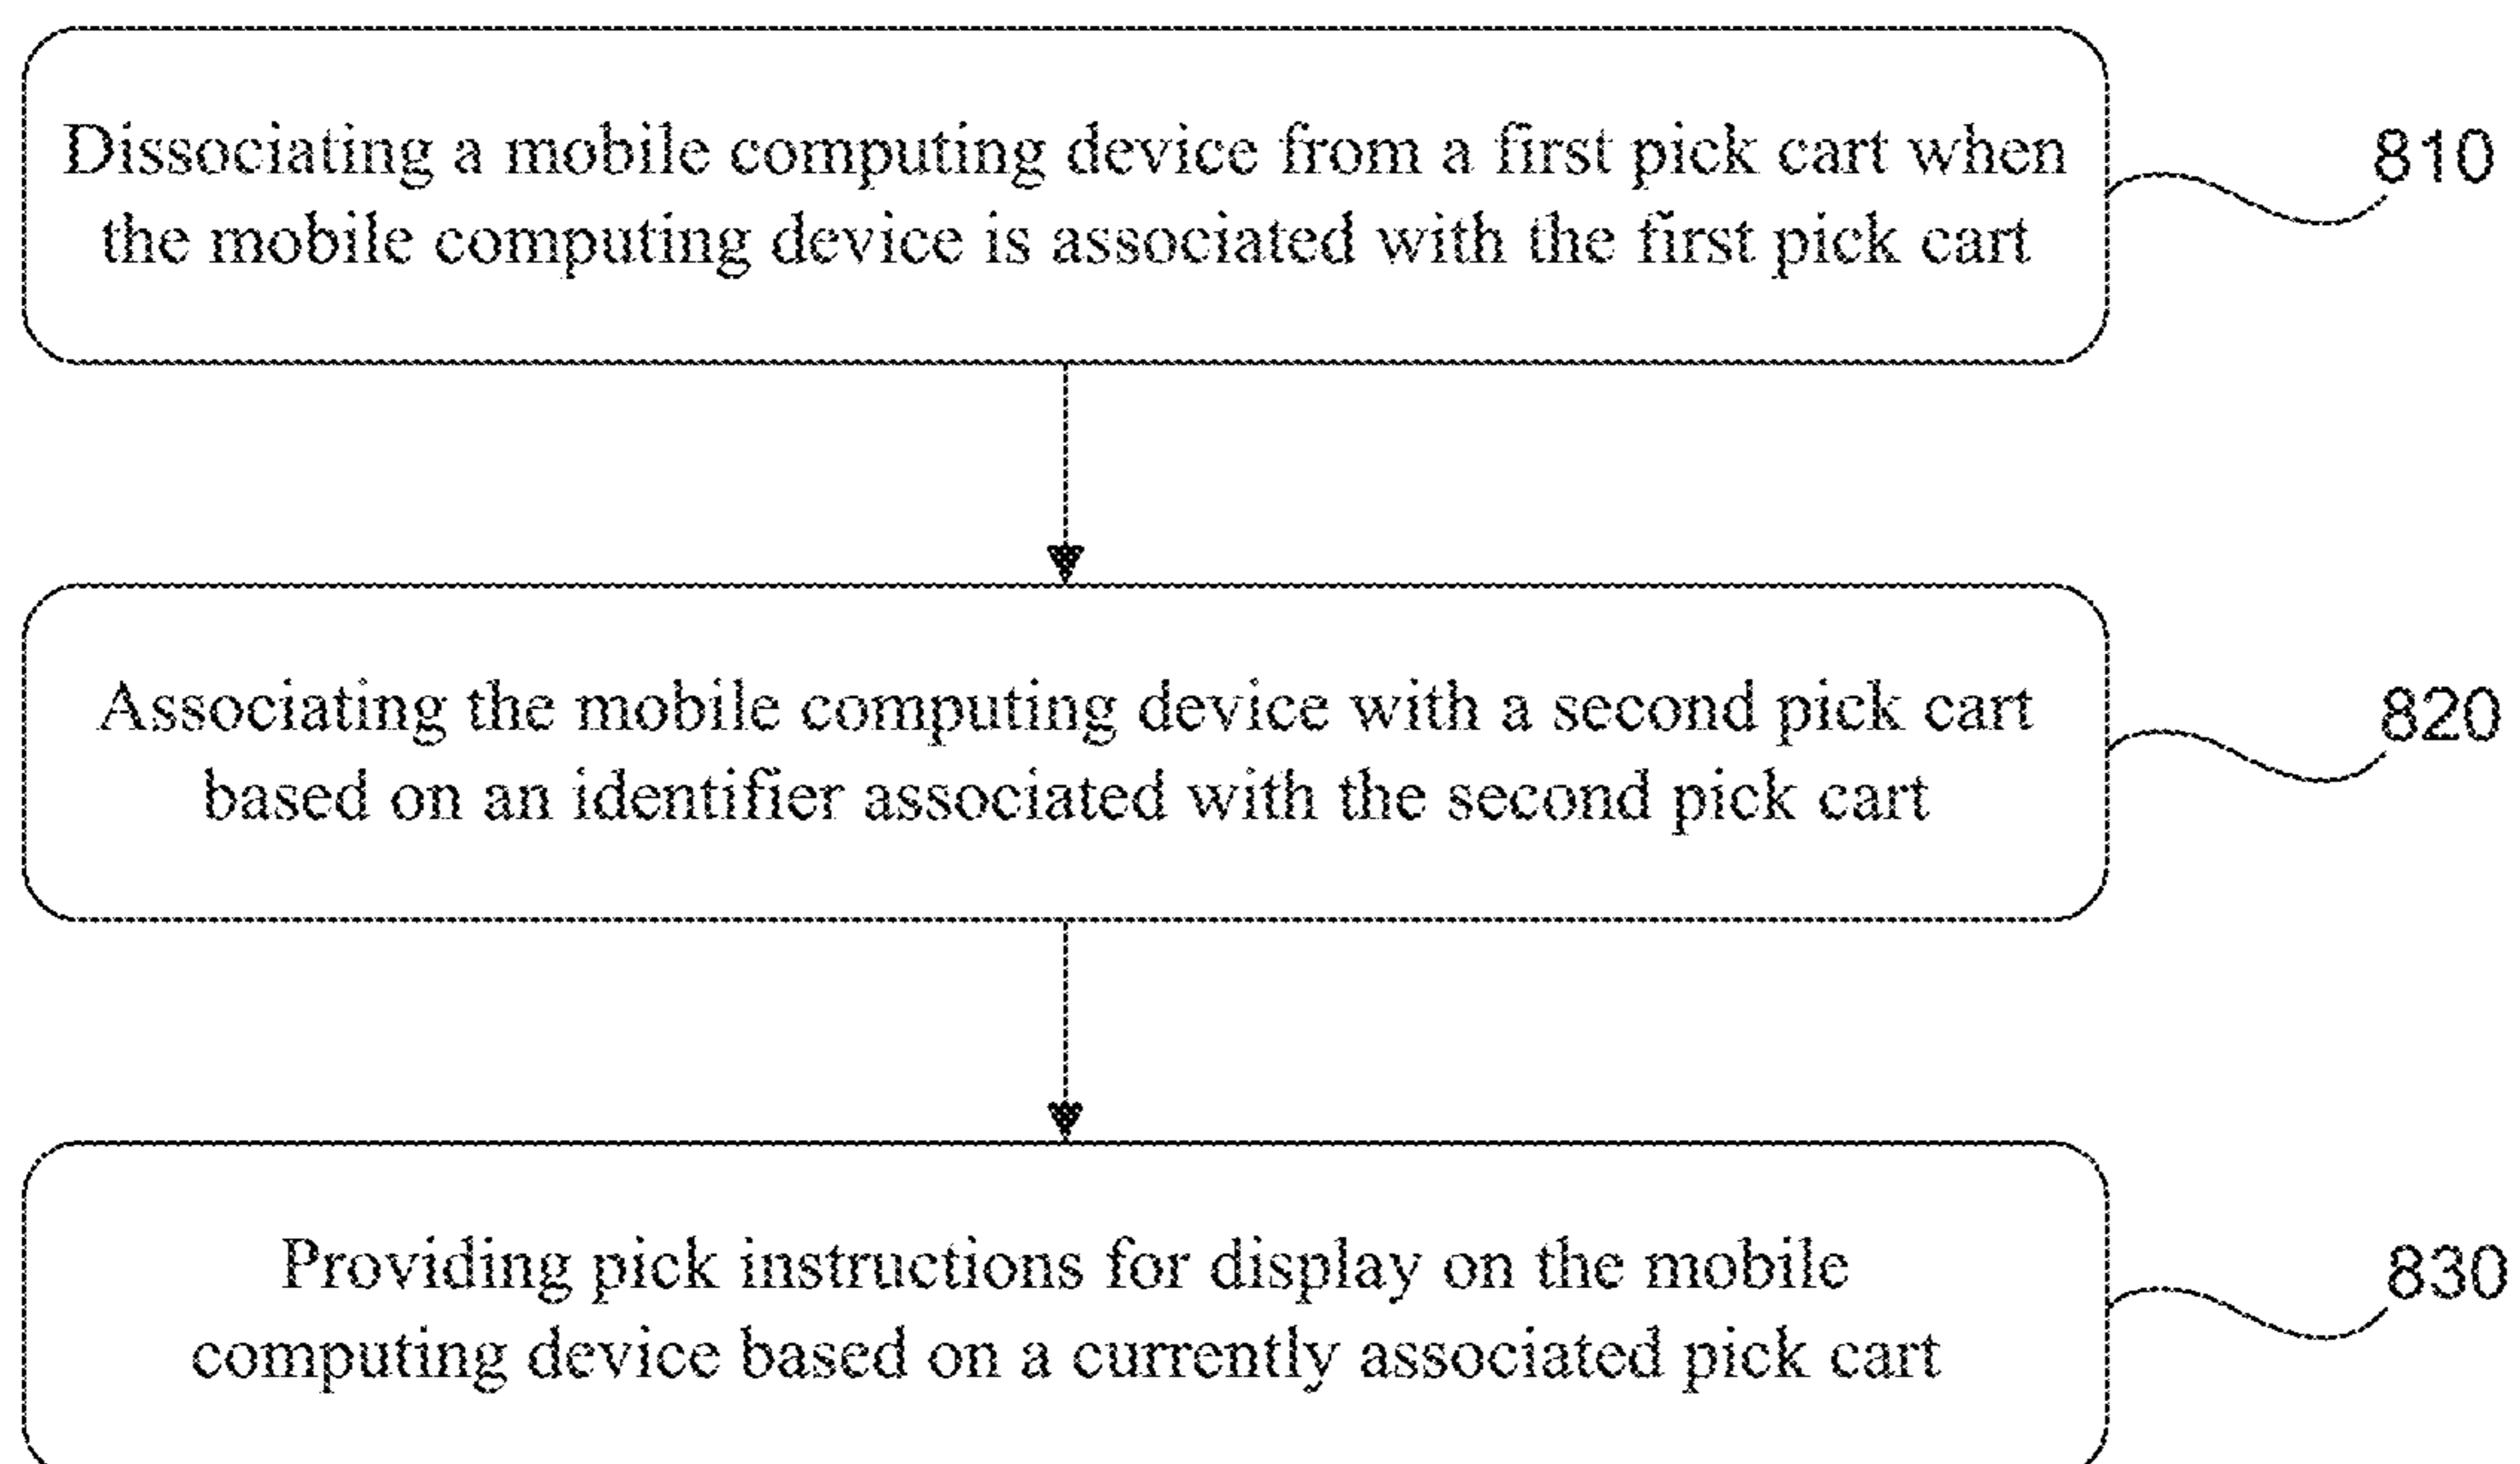 Dissociating a mobile computing device from a first pick cart when
the mobile computing device is associated with the first pick cart
810
Associating the mobile computing device with a second pick cart
based on an identifier associated with the second pick cart
820
Providing pick instructions for display on the mobile
computing device based on a currently associated pick cart
830